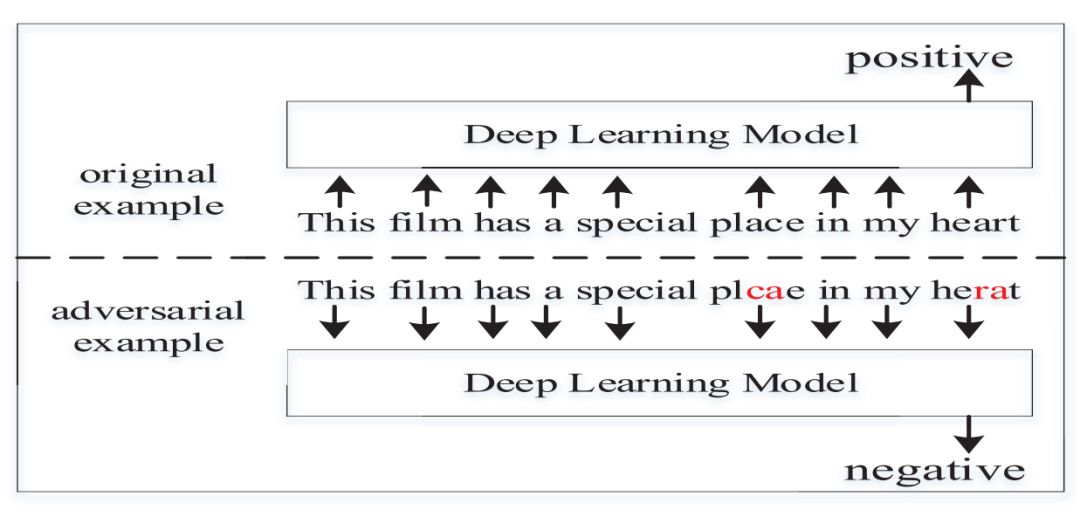 positive
Deep Learning Model
original
example
This film has a special place in my heart
This film has a special plcae in my herat
adversarial
example
Deep Learning Model
negative